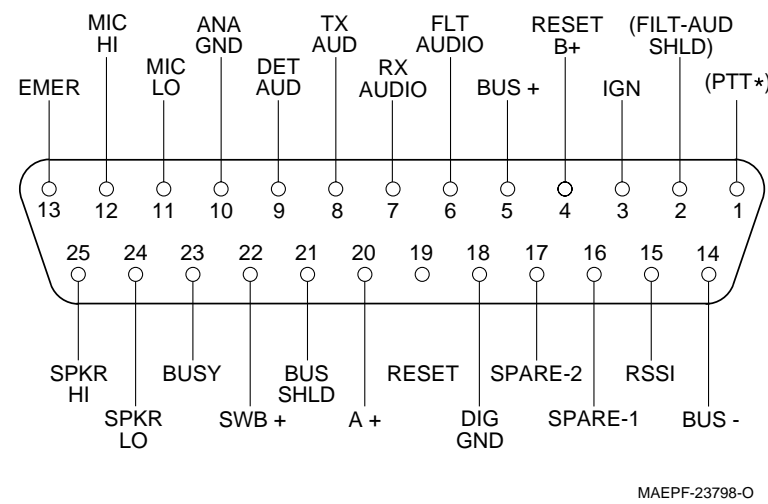 MIC
HI
ANA
GND
TX
AUD
FLT
AUDIO
RESET
B+
(FILT-AUD
SHLD)
EMER
MIC
LO
DET
AUD
RX
AUDIO
BUS +
IGN
(PTT*)
13 12 11 10 9 8 7 6 5 4 3 2 1
25 24 23 22 21 20 19 18 17 16 15 14
SPKR
HI
BUSY
BUS
SHLD
RESET
SPARE-2
RSSI
SPKR
LO
SWB +
A +
DIG
GND
SPARE-1
BUS -
MAEPF-23798-O